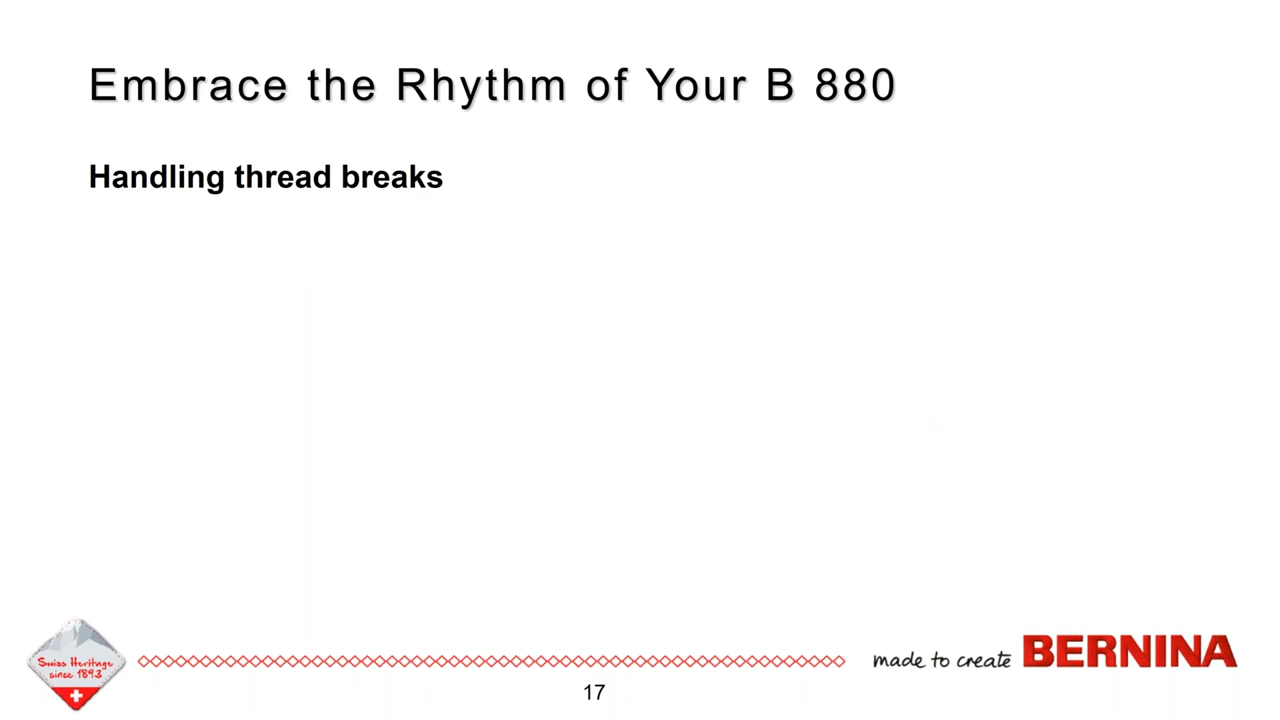 Embrace the Rhythm of Your B 880
Handling thread breaks
Swiss Heritage
since 1893
made to create BERNINA
17